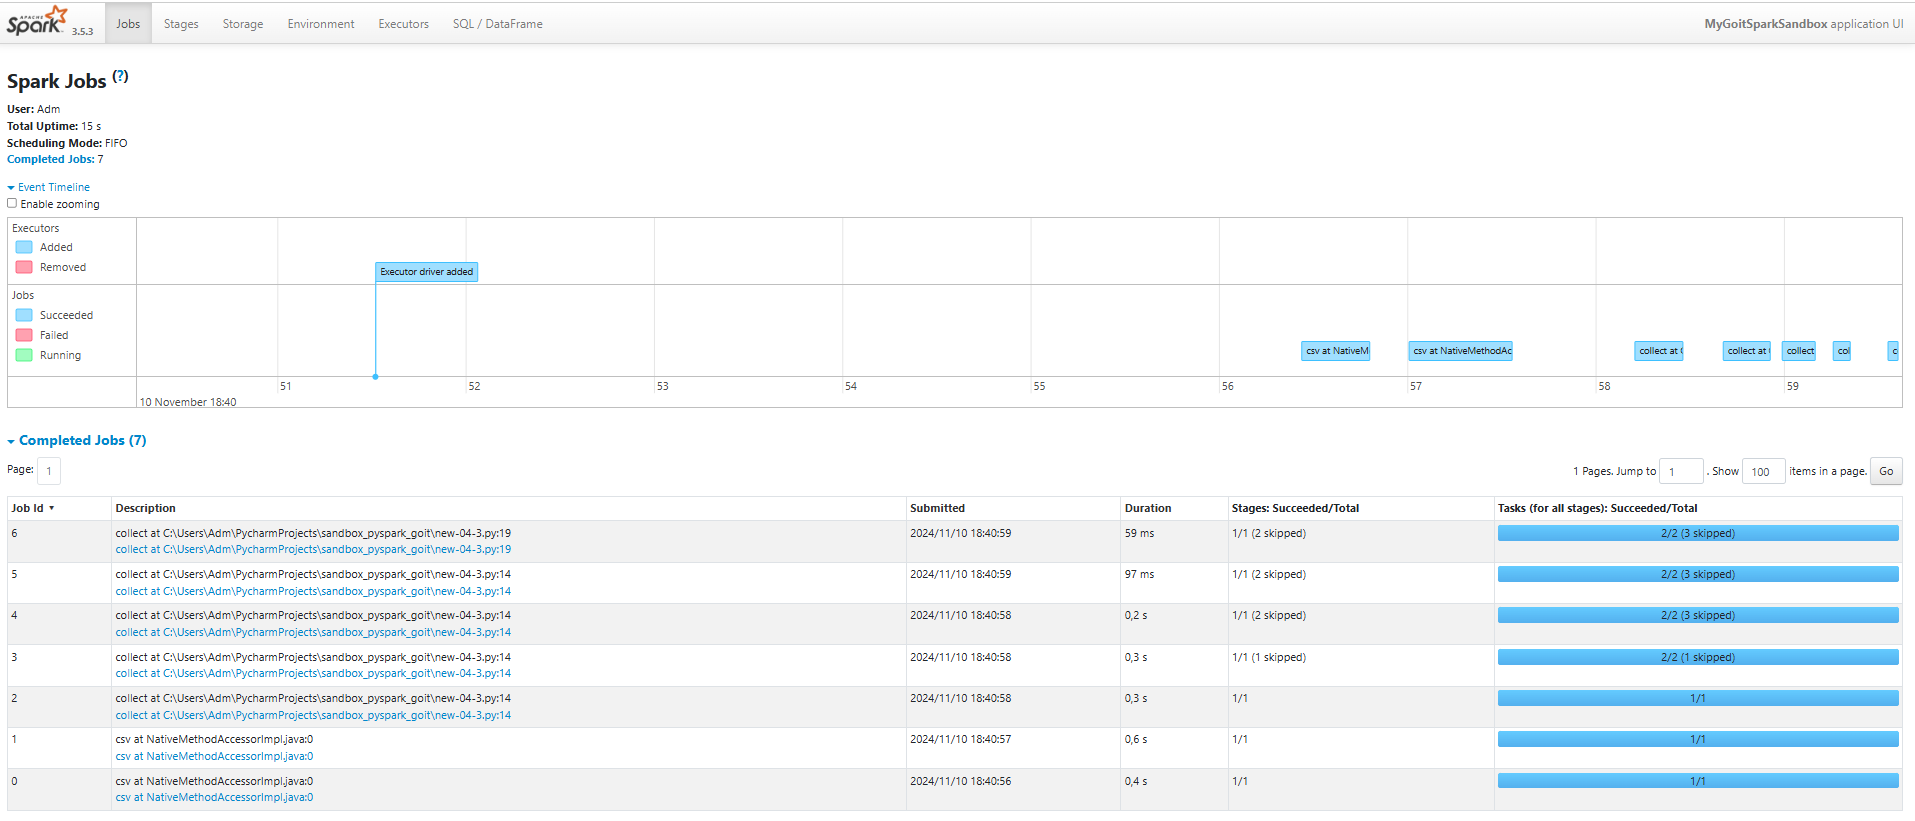 APACHE
Spark 3.5.3 Jobs Stages Storage Environment Executors SQL / DataFrame MyGoitSparkSandbox application UI
Spark Jobs (?)
User: Adm
Total Uptime: 15 s
Scheduling Mode: FIFO
Completed Jobs: 7
Event Timeline
Enable zooming
Executors
Added
Removed
Executor driver added
Jobs
Succeeded
Failed
Running
csv at NativeM csv at NativeMethodAc collect at collect at collect col c
51 52 53 54 55 56 57 58 59
10 November 18:40
Completed Jobs (7)
Page: 1 1 Pages. Jump to 1 . Show 100 items in a page. Go
Job Id ▾ Description Submitted Duration Stages: Succeeded/Total Tasks (for all stages): Succeeded/Total
6 collect at C:\Users\Adm\PycharmProjects\sandbox_pyspark_goit\new-04-3.py:19 2024/11/10 18:40:59 59 ms 1/1 (2 skipped) 2/2 (3 skipped)
collect at C:\Users\Adm\PycharmProjects\sandbox_pyspark_goit\new-04-3.py:19
5 collect at C:\Users\Adm\PycharmProjects\sandbox_pyspark_goit\new-04-3.py:14 2024/11/10 18:40:59 97 ms 1/1 (2 skipped) 2/2 (3 skipped)
collect at C:\Users\Adm\PycharmProjects\sandbox_pyspark_goit\new-04-3.py:14
4 collect at C:\Users\Adm\PycharmProjects\sandbox_pyspark_goit\new-04-3.py:14 2024/11/10 18:40:58 0,2 s 1/1 (2 skipped) 2/2 (3 skipped)
collect at C:\Users\Adm\PycharmProjects\sandbox_pyspark_goit\new-04-3.py:14
3 collect at C:\Users\Adm\PycharmProjects\sandbox_pyspark_goit\new-04-3.py:14 2024/11/10 18:40:58 0,3 s 1/1 (1 skipped) 2/2 (1 skipped)
collect at C:\Users\Adm\PycharmProjects\sandbox_pyspark_goit\new-04-3.py:14
2 collect at C:\Users\Adm\PycharmProjects\sandbox_pyspark_goit\new-04-3.py:14 2024/11/10 18:40:58 0,3 s 1/1 1/1
collect at C:\Users\Adm\PycharmProjects\sandbox_pyspark_goit\new-04-3.py:14
1 csv at NativeMethodAccessorImpl.java:0 2024/11/10 18:40:57 0,6 s 1/1 1/1
csv at NativeMethodAccessorImpl.java:0
0 csv at NativeMethodAccessorImpl.java:0 2024/11/10 18:40:56 0,4 s 1/1 1/1
csv at NativeMethodAccessorImpl.java:0